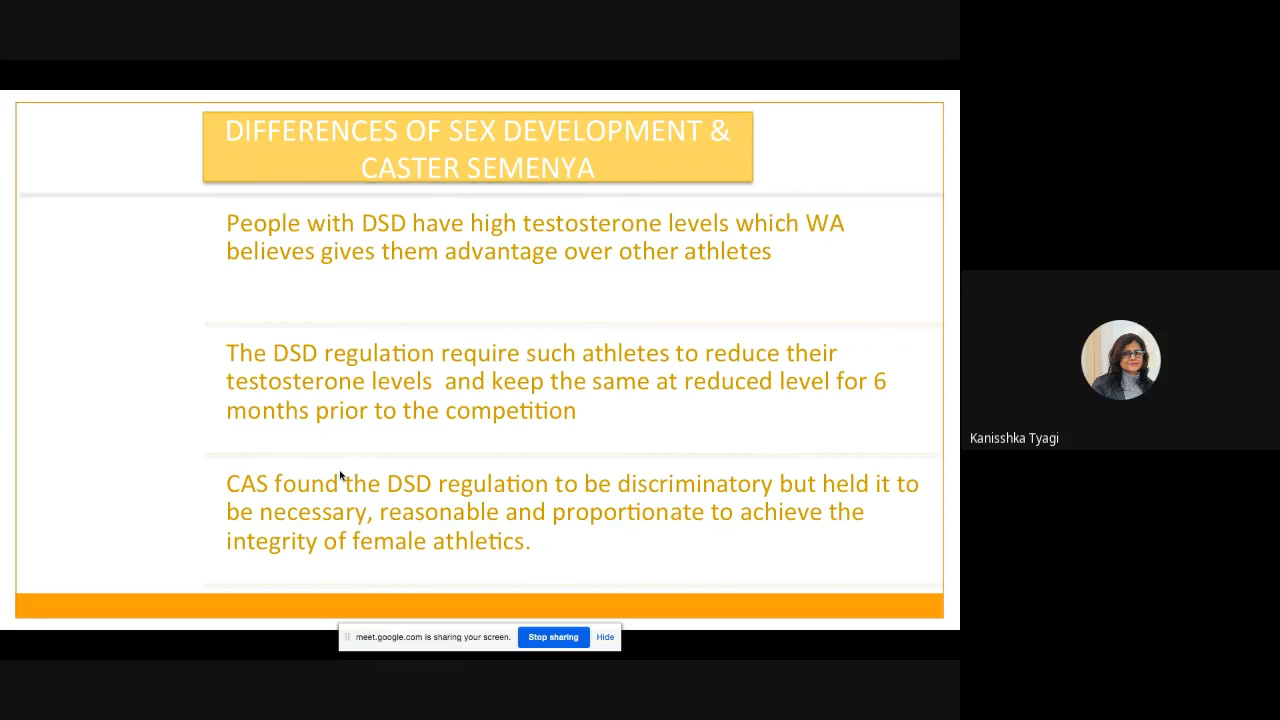 DIFFERENCES OF SEX DEVELOPMENT &
CASTER SEMENYA
People with DSD have high testosterone levels which WA
believes gives them advantage over other athletes
The DSD regulation require such athletes to reduce their
testosterone levels  and keep the same at reduced level for 6
months prior to the competition
CAS found the DSD regulation to be discriminatory but held it to
be necessary, reasonable and proportionate to achieve the
integrity of female athletics.
Kanisshka Tyagi
meet.google.com is sharing your screen. Stop sharing Hide